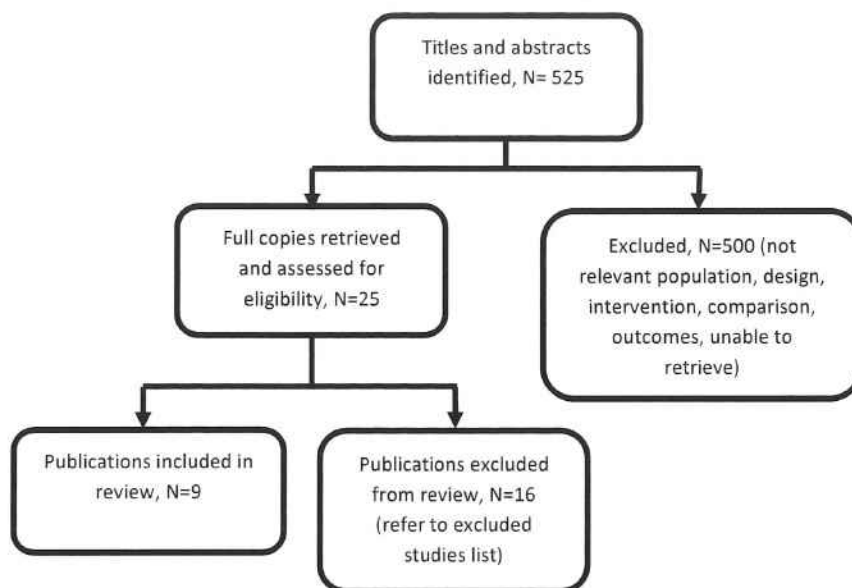 Titles and abstracts
identified, N= 525
Full copies retrieved
and assessed for
eligibility, N=25
Excluded, N=500 (not
relevant population, design,
intervention, comparison,
outcomes, unable to
retrieve)
Publications included in
review, N=9
Publications excluded
from review, N=16
(refer to excluded
studies list)